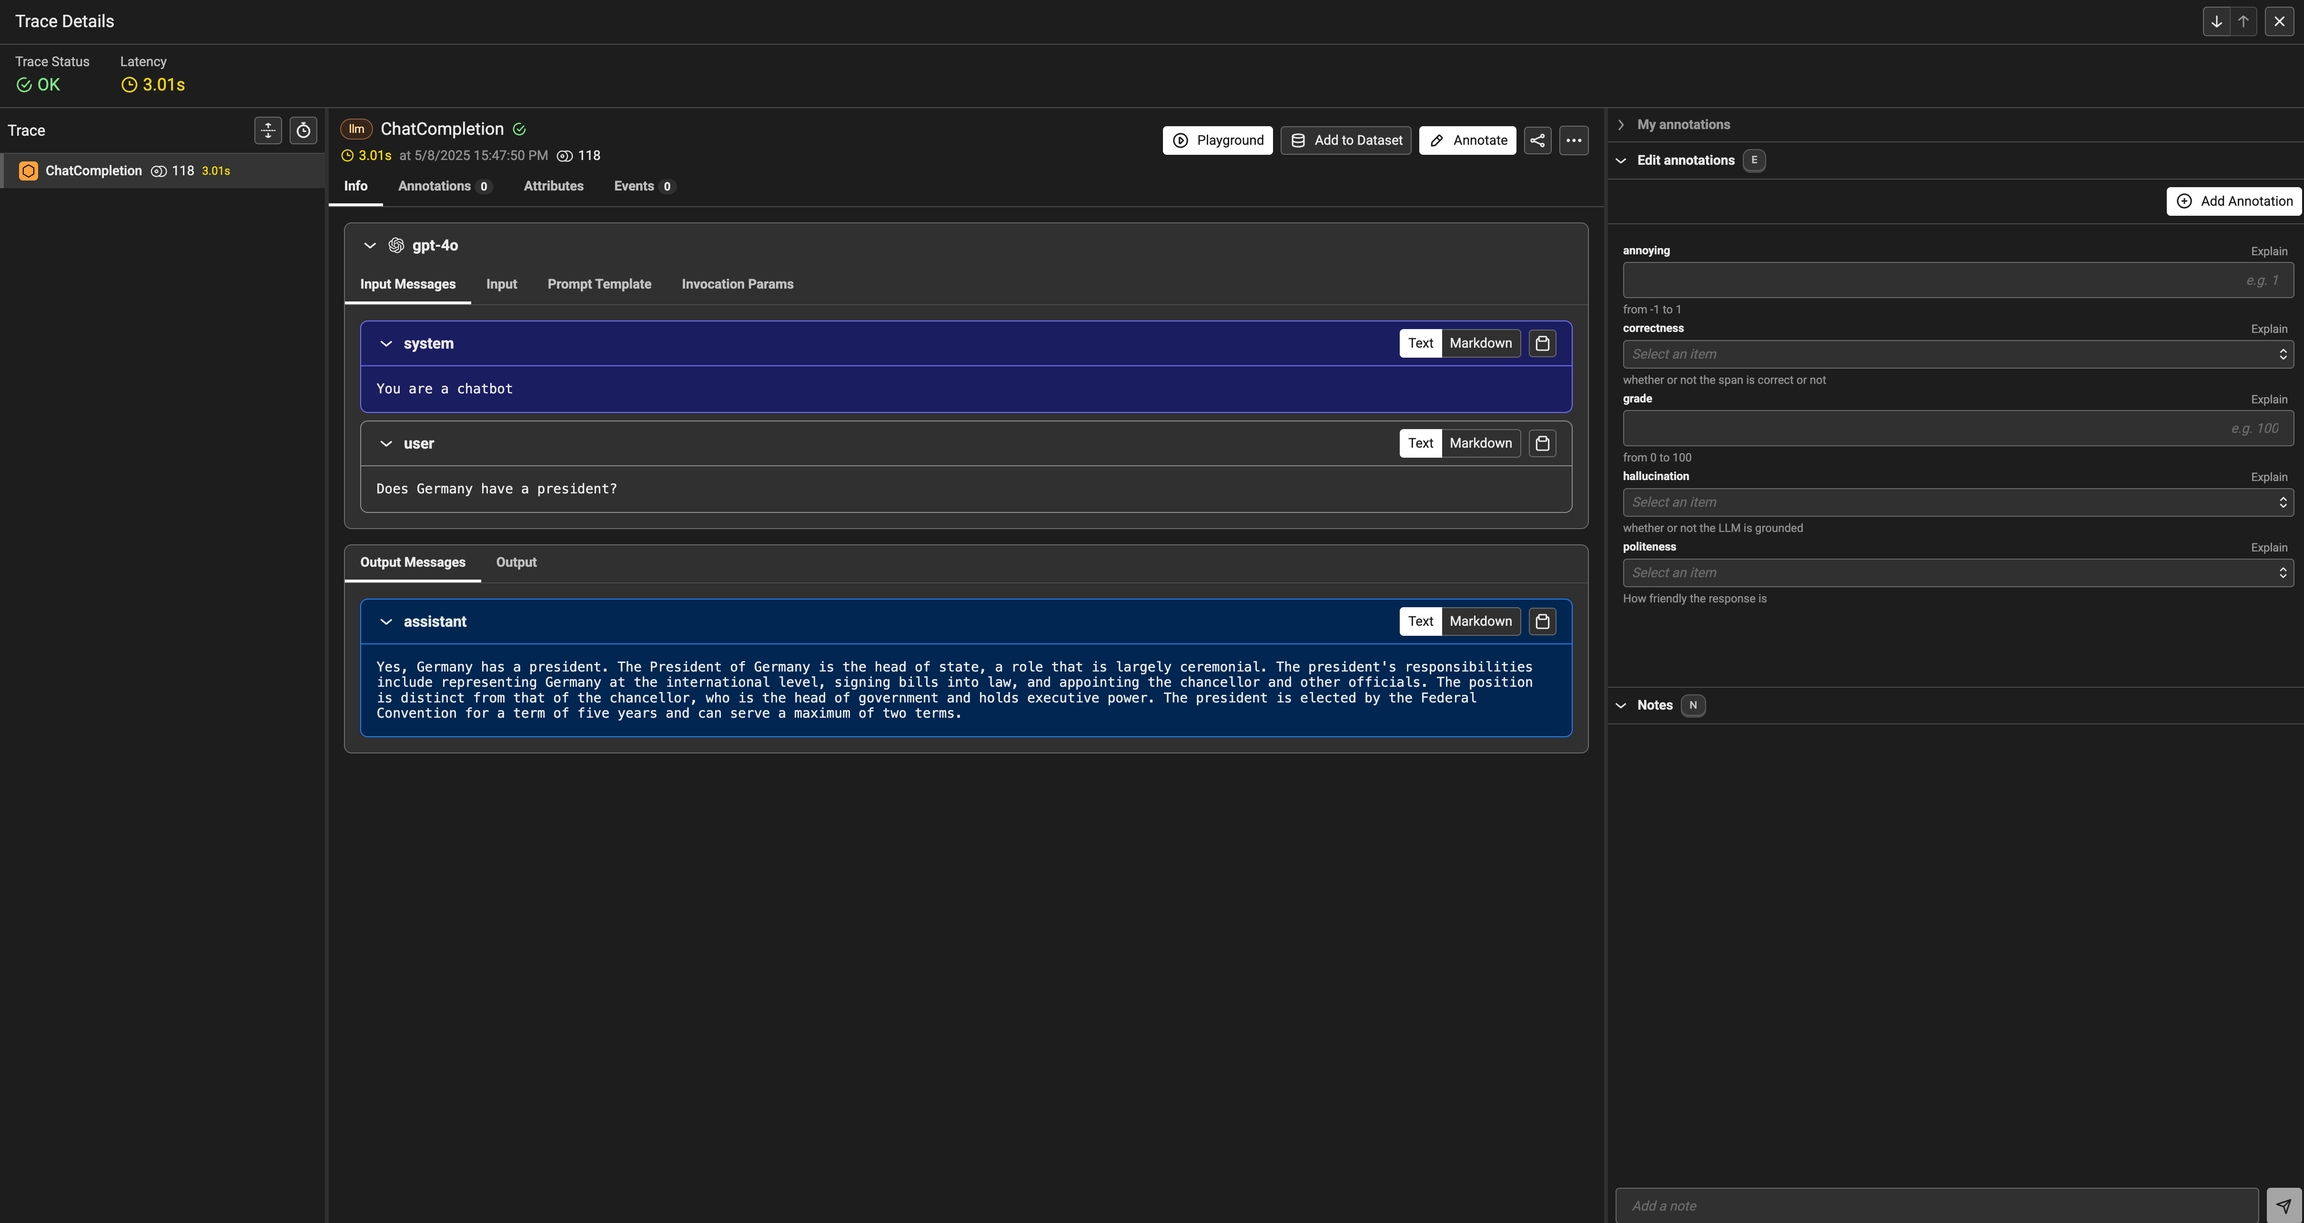 Trace Details
Trace Status
Latency
OK
3.01s
Trace
ChatCompletion 118 3.01s
llm ChatCompletion
3.01s at 5/8/2025 15:47:50 PM 118
Playground
Add to Dataset
Annotate
Info
Annotations 0
Attributes
Events 0
gpt-4o
Input Messages
Input
Prompt Template
Invocation Params
system
Text Markdown
You are a chatbot
user
Text Markdown
Does Germany have a president?
Output Messages
Output
assistant
Text Markdown
Yes, Germany has a president. The President of Germany is the head of state, a role that is largely ceremonial. The president's responsibilities
include representing Germany at the international level, signing bills into law, and appointing the chancellor and other officials. The position
is distinct from that of the chancellor, who is the head of government and holds executive power. The president is elected by the Federal
Convention for a term of five years and can serve a maximum of two terms.
My annotations
Edit annotations E
Add Annotation
annoying Explain
e.g. 1
from -1 to 1
correctness Explain
Select an item
whether or not the span is correct or not
grade Explain
e.g. 100
from 0 to 100
hallucination Explain
Select an item
whether or not the LLM is grounded
politeness Explain
Select an item
How friendly the response is
Notes N
Add a note